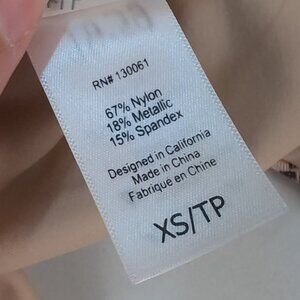 RN# 130061
67% Nylon
18% Metallic
15% Spandex
Designed in California
Made in China
Fabrique en Chine
XS/TP